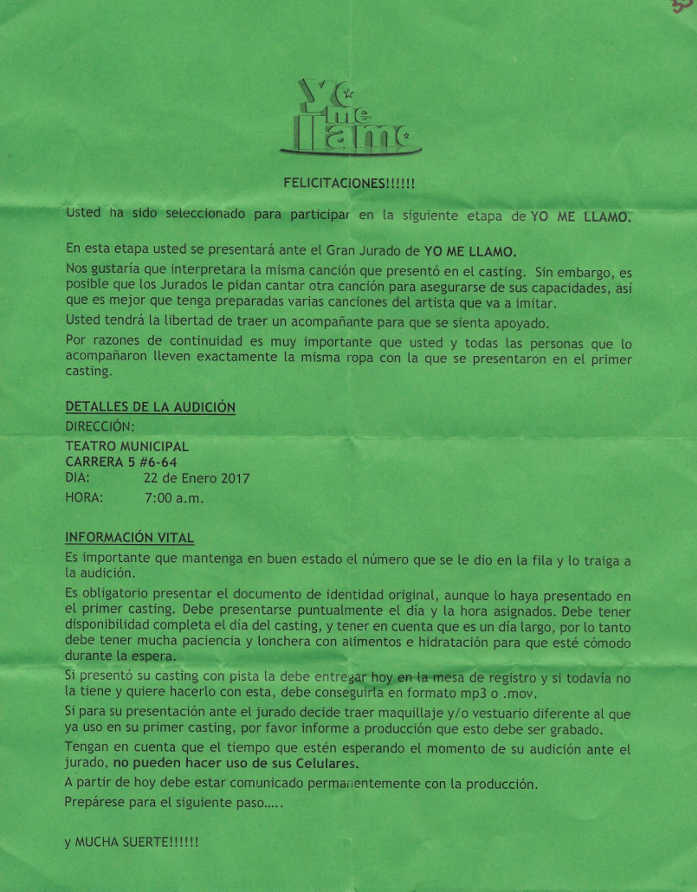 yo
me
llamo
FELICITACIONES!!!!!!
Usted ha sido seleccionado para participar en la siguiente etapa de YO ME LLAMO.
En esta etapa usted se presentará ante el Gran Jurado de YO ME LLAMO.
Nos gustaría que interpretara la misma canción que presentó en el casting. Sin embargo, es
posible que los Jurados le pidan cantar otra canción para asegurarse de sus capacidades, así
que es mejor que tenga preparadas varias canciones del artista que va a imitar.
Usted tendrá la libertad de traer un acompañante para que se sienta apoyado.
Por razones de continuidad es muy importante que usted y todas las personas que lo
acompañaron lleven exactamente la misma ropa con la que se presentaron en el primer
casting.
DETALLES DE LA AUDICIÓN
DIRECCIÓN:
TEATRO MUNICIPAL
CARRERA 5 #6-64
DIA: 22 de Enero 2017
HORA: 7:00 a.m.
INFORMACIÓN VITAL
Es importante que mantenga en buen estado el número que se le dio en la fila y lo traiga a
la audición.
Es obligatorio presentar el documento de identidad original, aunque lo haya presentado en
el primer casting. Debe presentarse puntualmente el día y la hora asignados. Debe tener
disponibilidad completa el día del casting, y tener en cuenta que es un día largo, por lo tanto
debe tener mucha paciencia y lonchera con alimentos e hidratación para que esté cómodo
durante la espera.
Si presentó su casting con pista la debe entregar hoy en la mesa de registro y si todavía no
la tiene y quiere hacerlo con esta, debe conseguirla en formato mp3 o .mov.
Si para su presentación ante el jurado decide traer maquillaje y/o vestuario diferente al que
ya uso en su primer casting, por favor informe a producción que esto debe ser grabado.
Tengan en cuenta que el tiempo que estén esperando el momento de su audición ante el
jurado, no pueden hacer uso de sus Celulares.
A partir de hoy debe estar comunicado permanentemente con la producción.
Prepárese para el siguiente paso.....
y MUCHA SUERTE!!!!!!